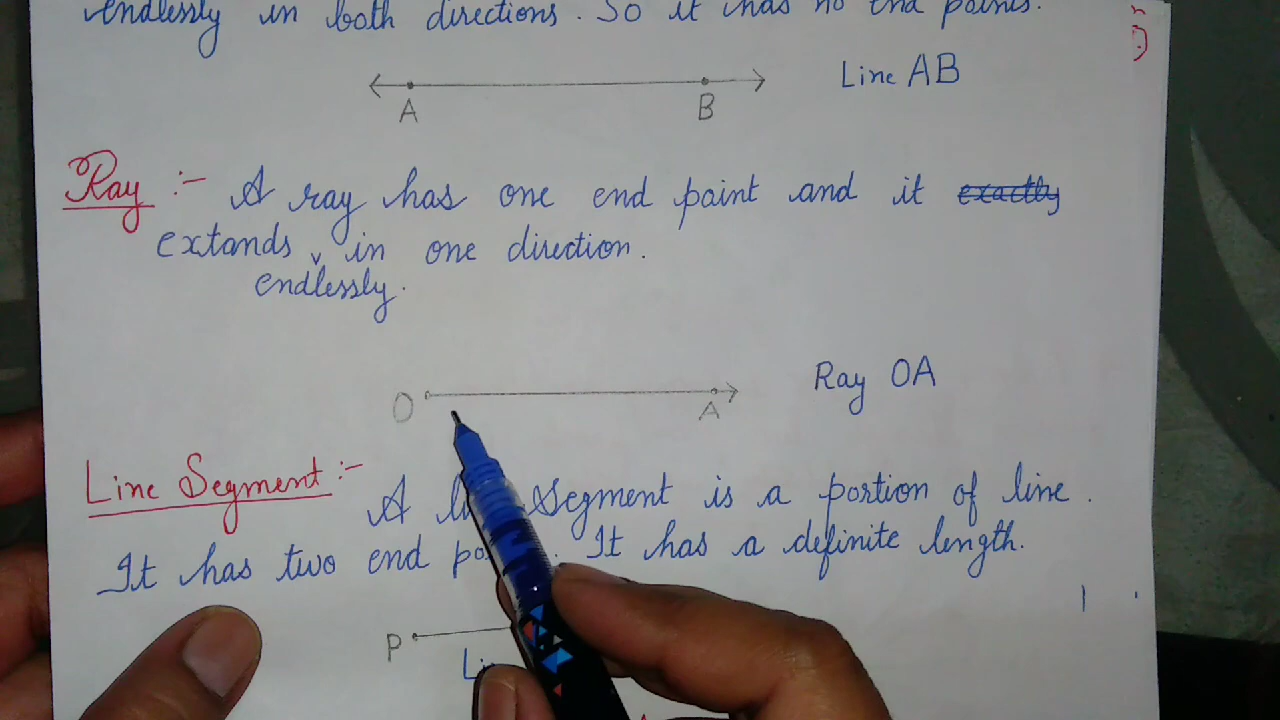 endlessly in both directions. So it has no end points.
Line AB
A B
Ray :- A ray has one end point and it exactly
extands in one direction.
endlessly.
Ray OA
O A
Line Segment :- A Segment is a portion of line.
It has two end . It has a definite length.
P